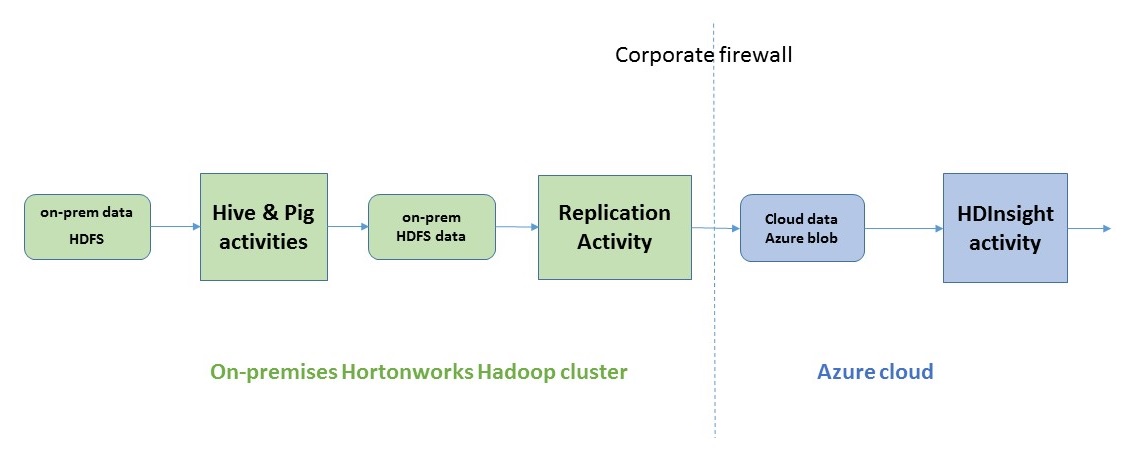 Corporate firewall
on-prem data
HDFS
Hive & Pig
activities
on-prem
HDFS data
Replication
Activity
Cloud data
Azure blob
HDInsight
activity
On-premises Hortonworks Hadoop cluster
Azure cloud